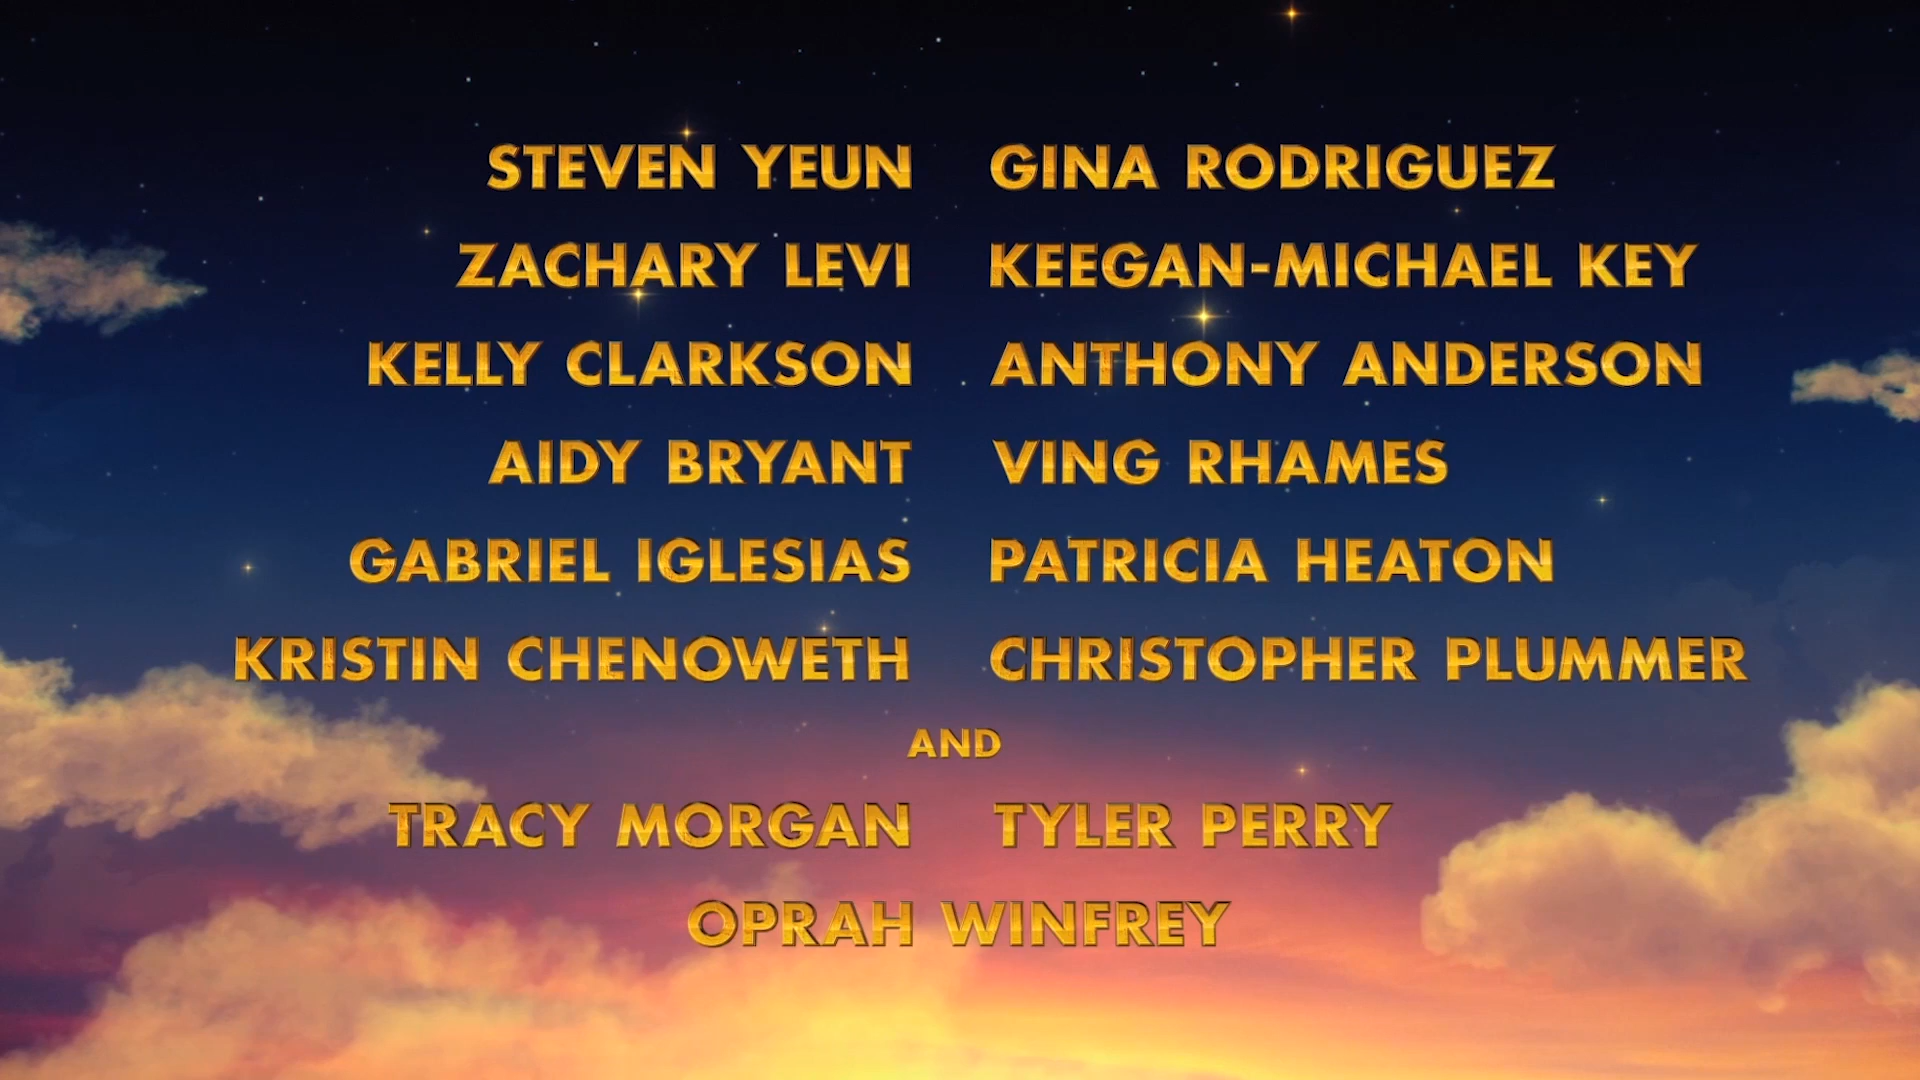 STEVEN YEUN GINA RODRIGUEZ
ZACHARY LEVI KEEGAN-MICHAEL KEY
KELLY CLARKSON ANTHONY ANDERSON
AIDY BRYANT VING RHAMES
GABRIEL IGLESIAS PATRICIA HEATON
KRISTIN CHENOWETH CHRISTOPHER PLUMMER
AND
TRACY MORGAN TYLER PERRY
OPRAH WINFREY